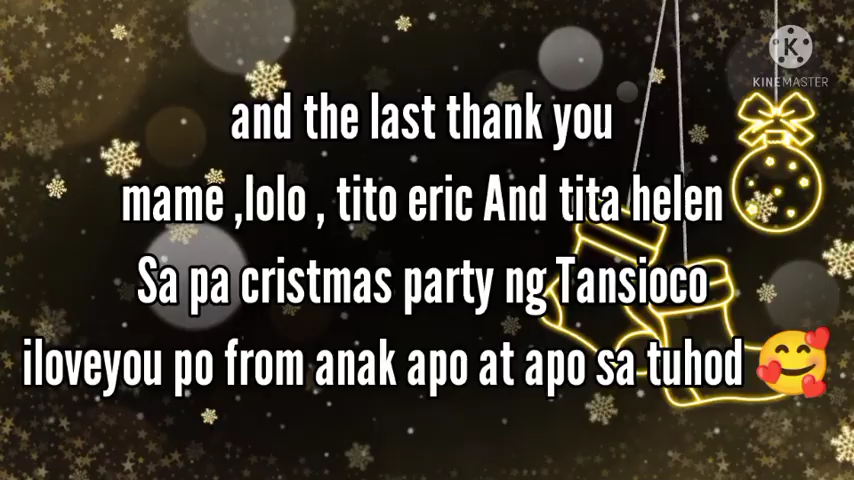 KINEMASTER
and the last thank you
mame ,lolo , tito eric And tita helen
Sa pa cristmas party ng Tansioco
iloveyou po from anak apo at apo sa tuhod 🥰